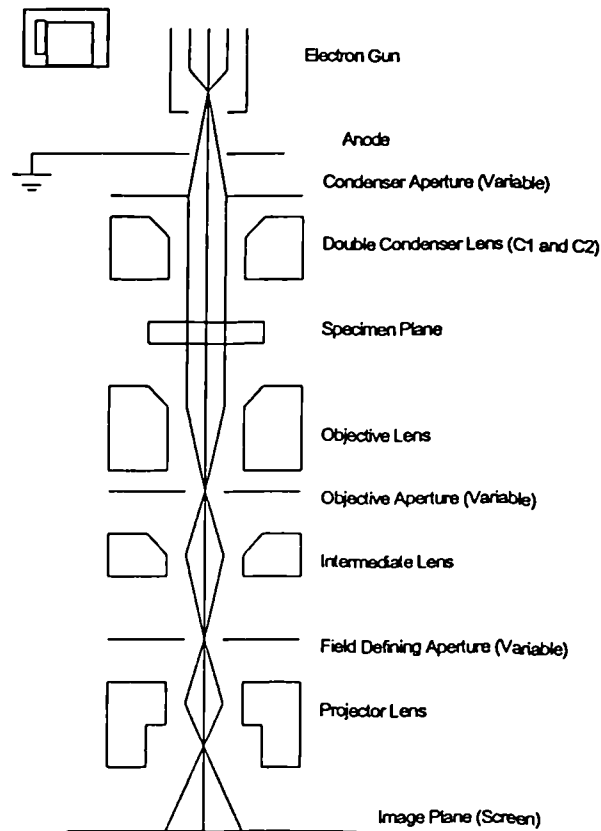 Electron Gun
Anode
Condenser Aperture (Variable)
Double Condenser Lens (C1 and C2)
Specimen Plane
Objective Lens
Objective Aperture (Variable)
Intermediate Lens
Field Defining Aperture (Variable)
Projector Lens
Image Plane (Screen)